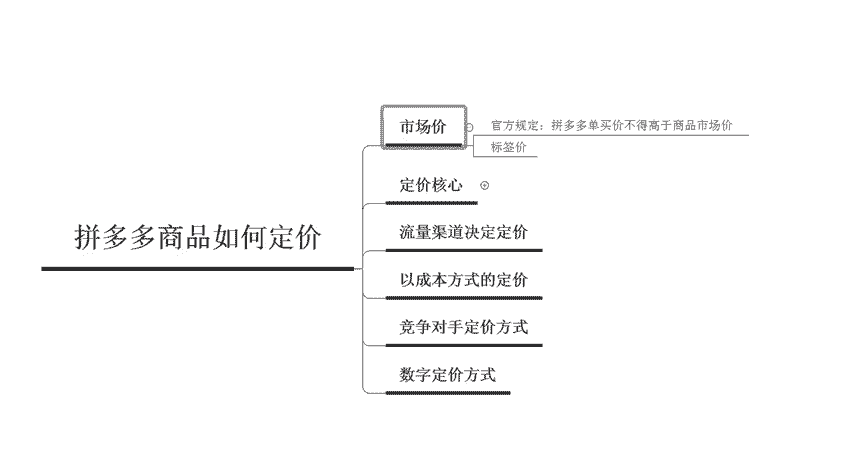 拼多多商品如何定价
市场价
官方规定：拼多多单买价不得高于商品市场价
标签价
定价核心
流量渠道决定定价
以成本方式的定价
竞争对手定价方式
数字定价方式